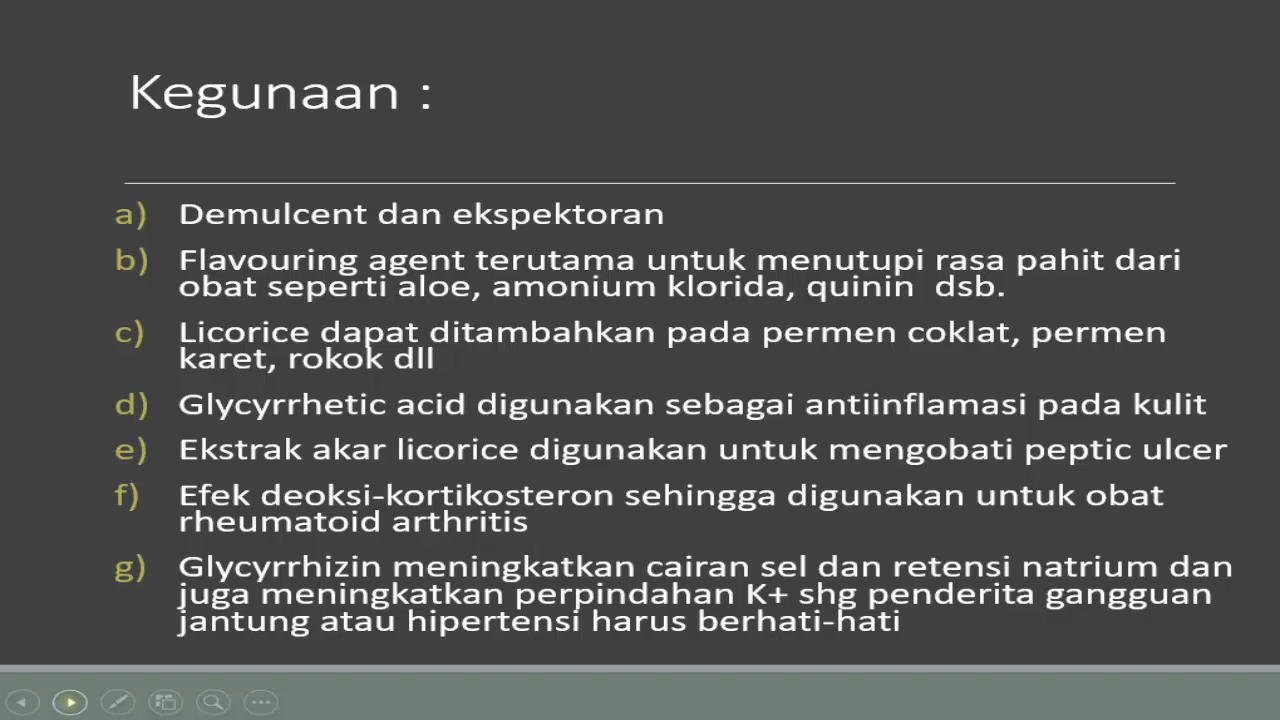 Kegunaan :
a) Demulcent dan ekspektoran
b) Flavouring agent terutama untuk menutupi rasa pahit dari
obat seperti aloe, amonium klorida, quinin dsb.
c) Licorice dapat ditambahkan pada permen coklat, permen
karet, rokok dll
d) Glycyrrhetic acid digunakan sebagai antiinflamasi pada kulit
e) Ekstrak akar licorice digunakan untuk mengobati peptic ulcer
f) Efek deoksi-kortikosteron sehingga digunakan untuk obat
rheumatoid arthritis
g) Glycyrrhizin meningkatkan cairan sel dan retensi natrium dan
juga meningkatkan perpindahan K+ shg penderita gangguan
jantung atau hipertensi harus berhati-hati